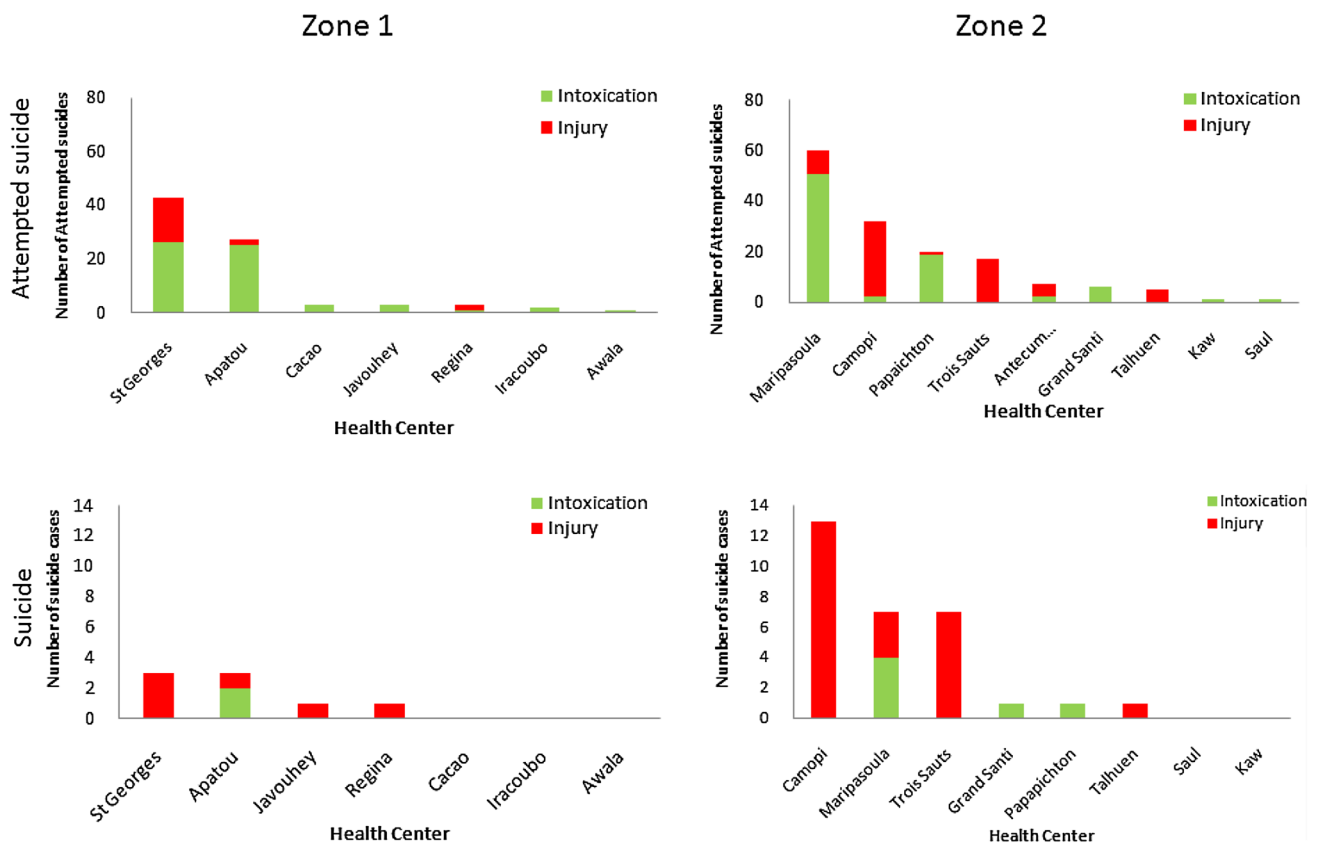 Zone 1
Zone 2
Attempted suicide
Number of Attempted sucides
80
60
40
20
0
Intoxication
Injury
St Georges
Apatou
Cacao
Javouhey
Regina
Iracoubo
Awala
Health Center
Number of Attempted suicides
80
60
40
20
0
Intoxication
Injury
Maripasoula
Camopi
Papaichton
Trois Sauts
Antecum...
Grand Santi
Talhuen
Kaw
Saul
Health Center
Suicide
Number of suicide cases
14
12
10
8
6
4
2
0
Intoxication
Injury
St Georges
Apatou
Javouhey
Regina
Cacao
Iracoubo
Awala
Health Center
Number of suicide cases
14
12
10
8
6
4
2
0
Intoxication
Injury
Camopi
Maripasoula
Trois Sauts
Grand Santi
Papapichton
Talhuen
Saul
Kaw
Health Center